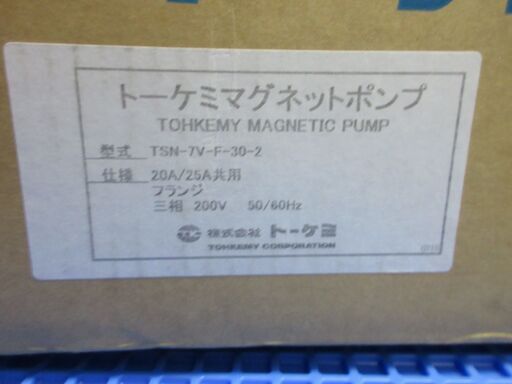 トーケミマグネットポンプ
TOHKEMY MAGNETIC PUMP
型式 TSN-7V-F-30-2
仕様 20A/25A共用
フランジ
三相 200V 50/60Hz
株式会社 トーケミ
TOHKEMY CORPORATION